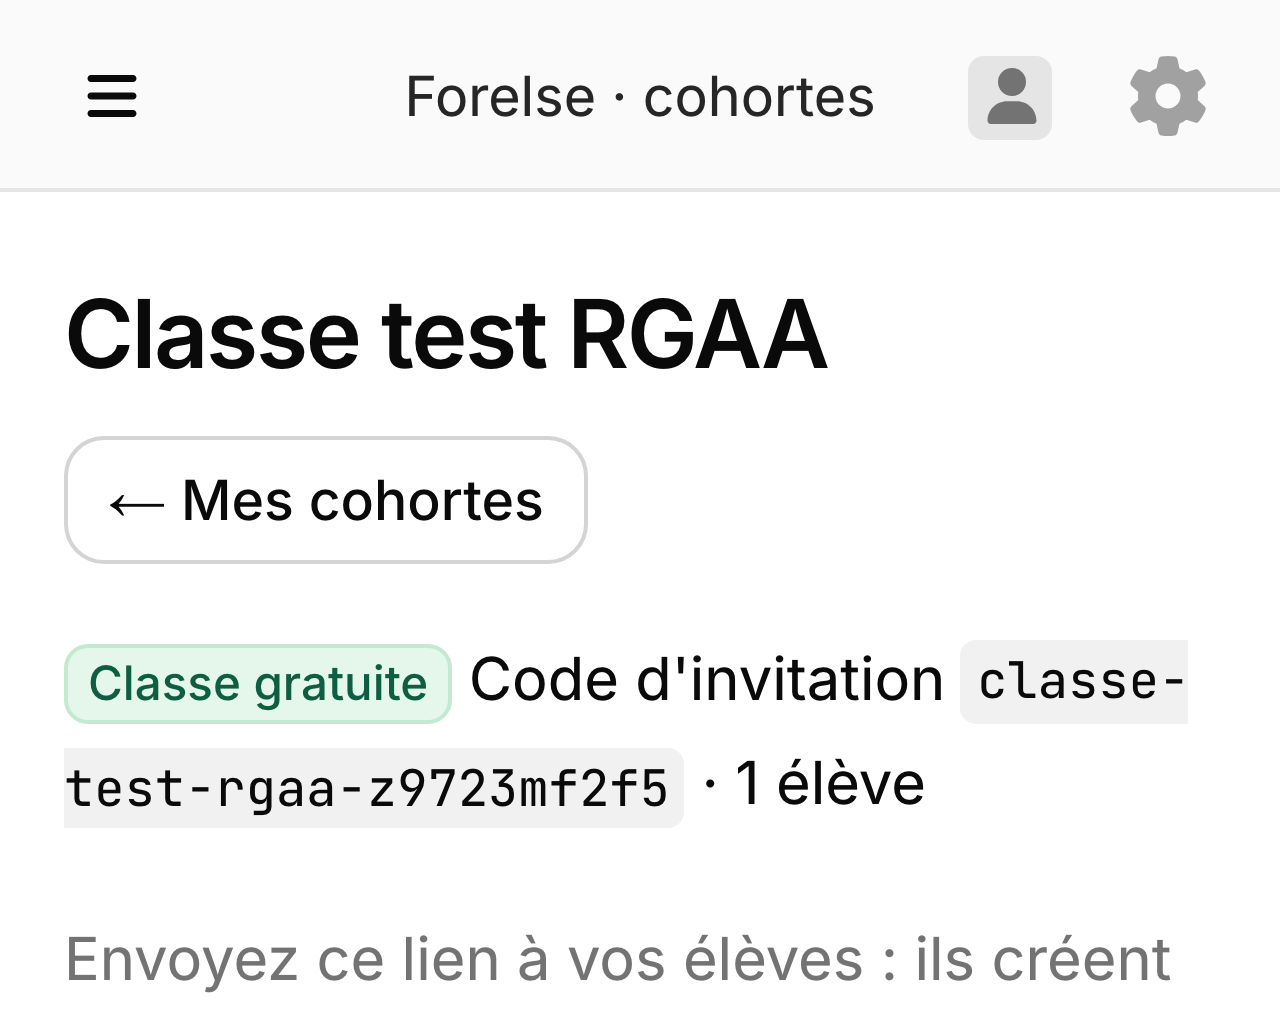 Forelse · cohortes
Classe test RGAA
← Mes cohortes
Classe gratuite Code d'invitation classe-
test-rgaa-z9723mf2f5 · 1 élève
Envoyez ce lien à vos élèves : ils créent